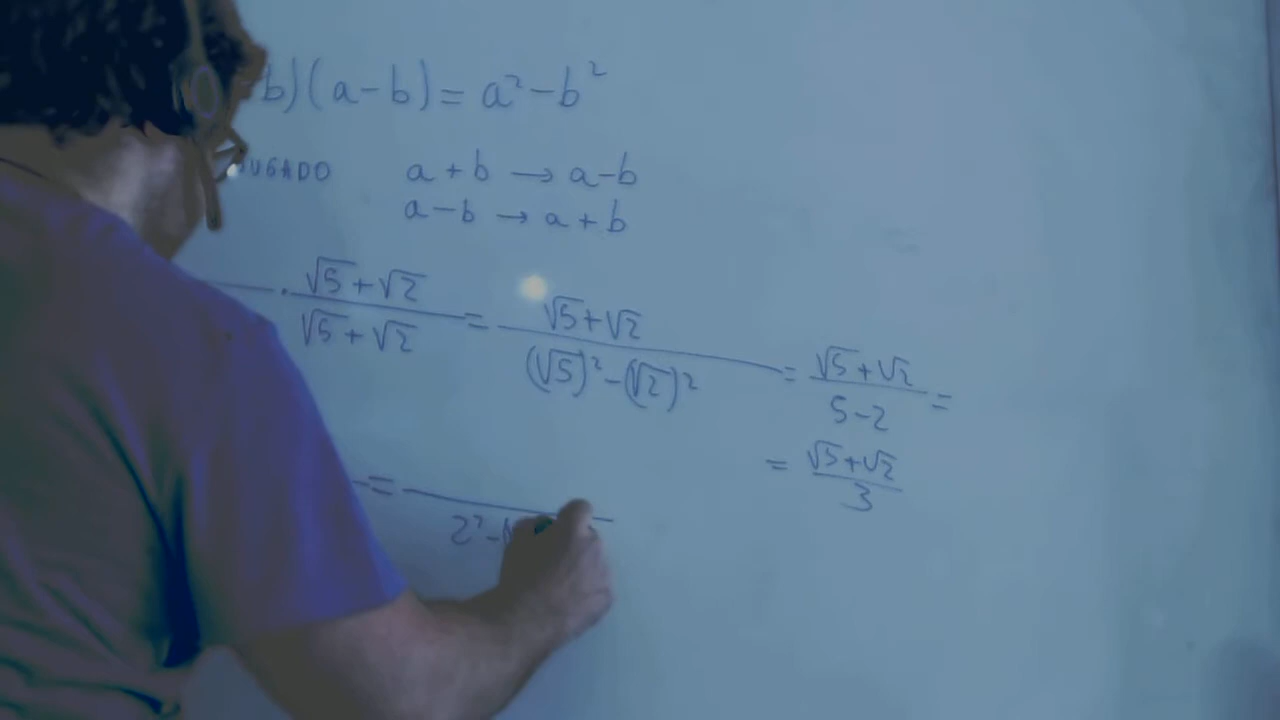 b)(a-b) = a²-b²
UGADO a+b → a-b
a-b → a+b
· (√5+√2)/(√5+√2) = (√5+√2)/((√5)²-(√2)²) = (√5+√2)/(5-2) =
= (√5+√2)/3
= 2²-